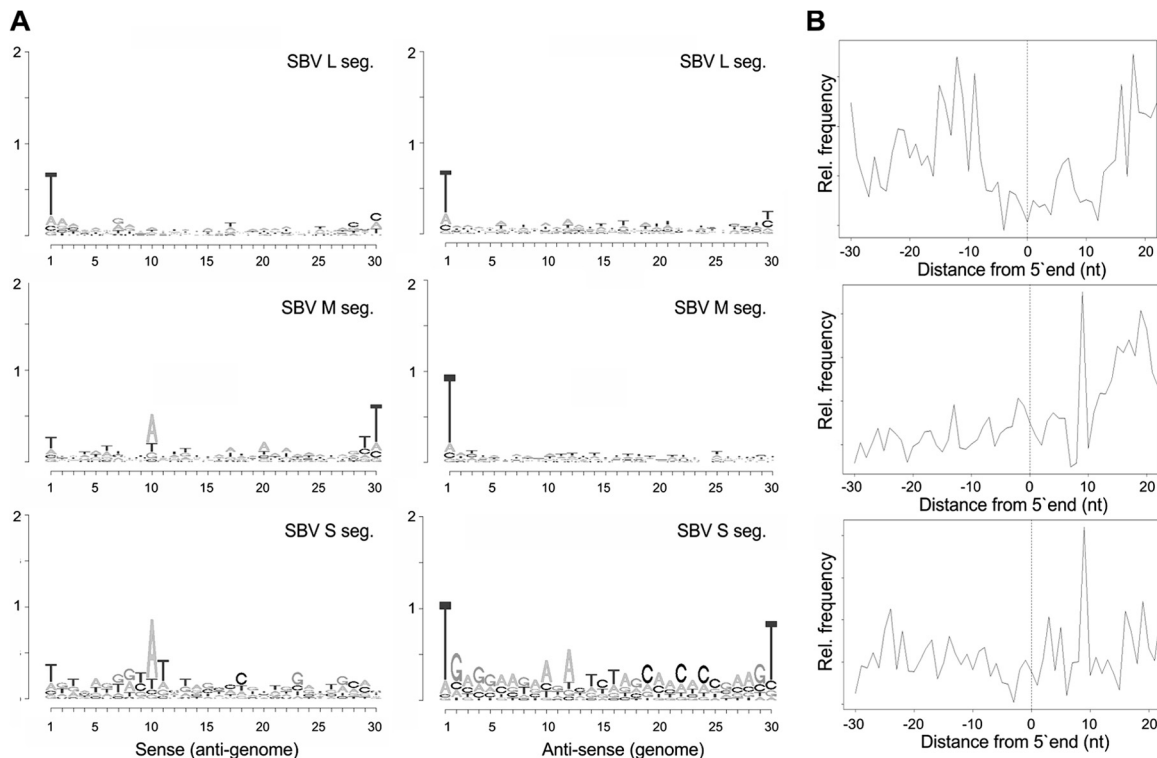 A
B
2
SBV L seg.
1
1 5 10 15 20 25 30
2
SBV L seg.
1
1 5 10 15 20 25 30
Rel. frequency
-30 -20 -10 0 10 20
Distance from 5`end (nt)
2
SBV M seg.
1
1 5 10 15 20 25 30
2
SBV M seg.
1
1 5 10 15 20 25 30
Rel. frequency
-30 -20 -10 0 10 20
Distance from 5`end (nt)
2
SBV S seg.
1
1 5 10 15 20 25 30
Sense (anti-genome)
2
SBV S seg.
1
1 5 10 15 20 25 30
Anti-sense (genome)
Rel. frequency
-30 -20 -10 0 10 20
Distance from 5`end (nt)